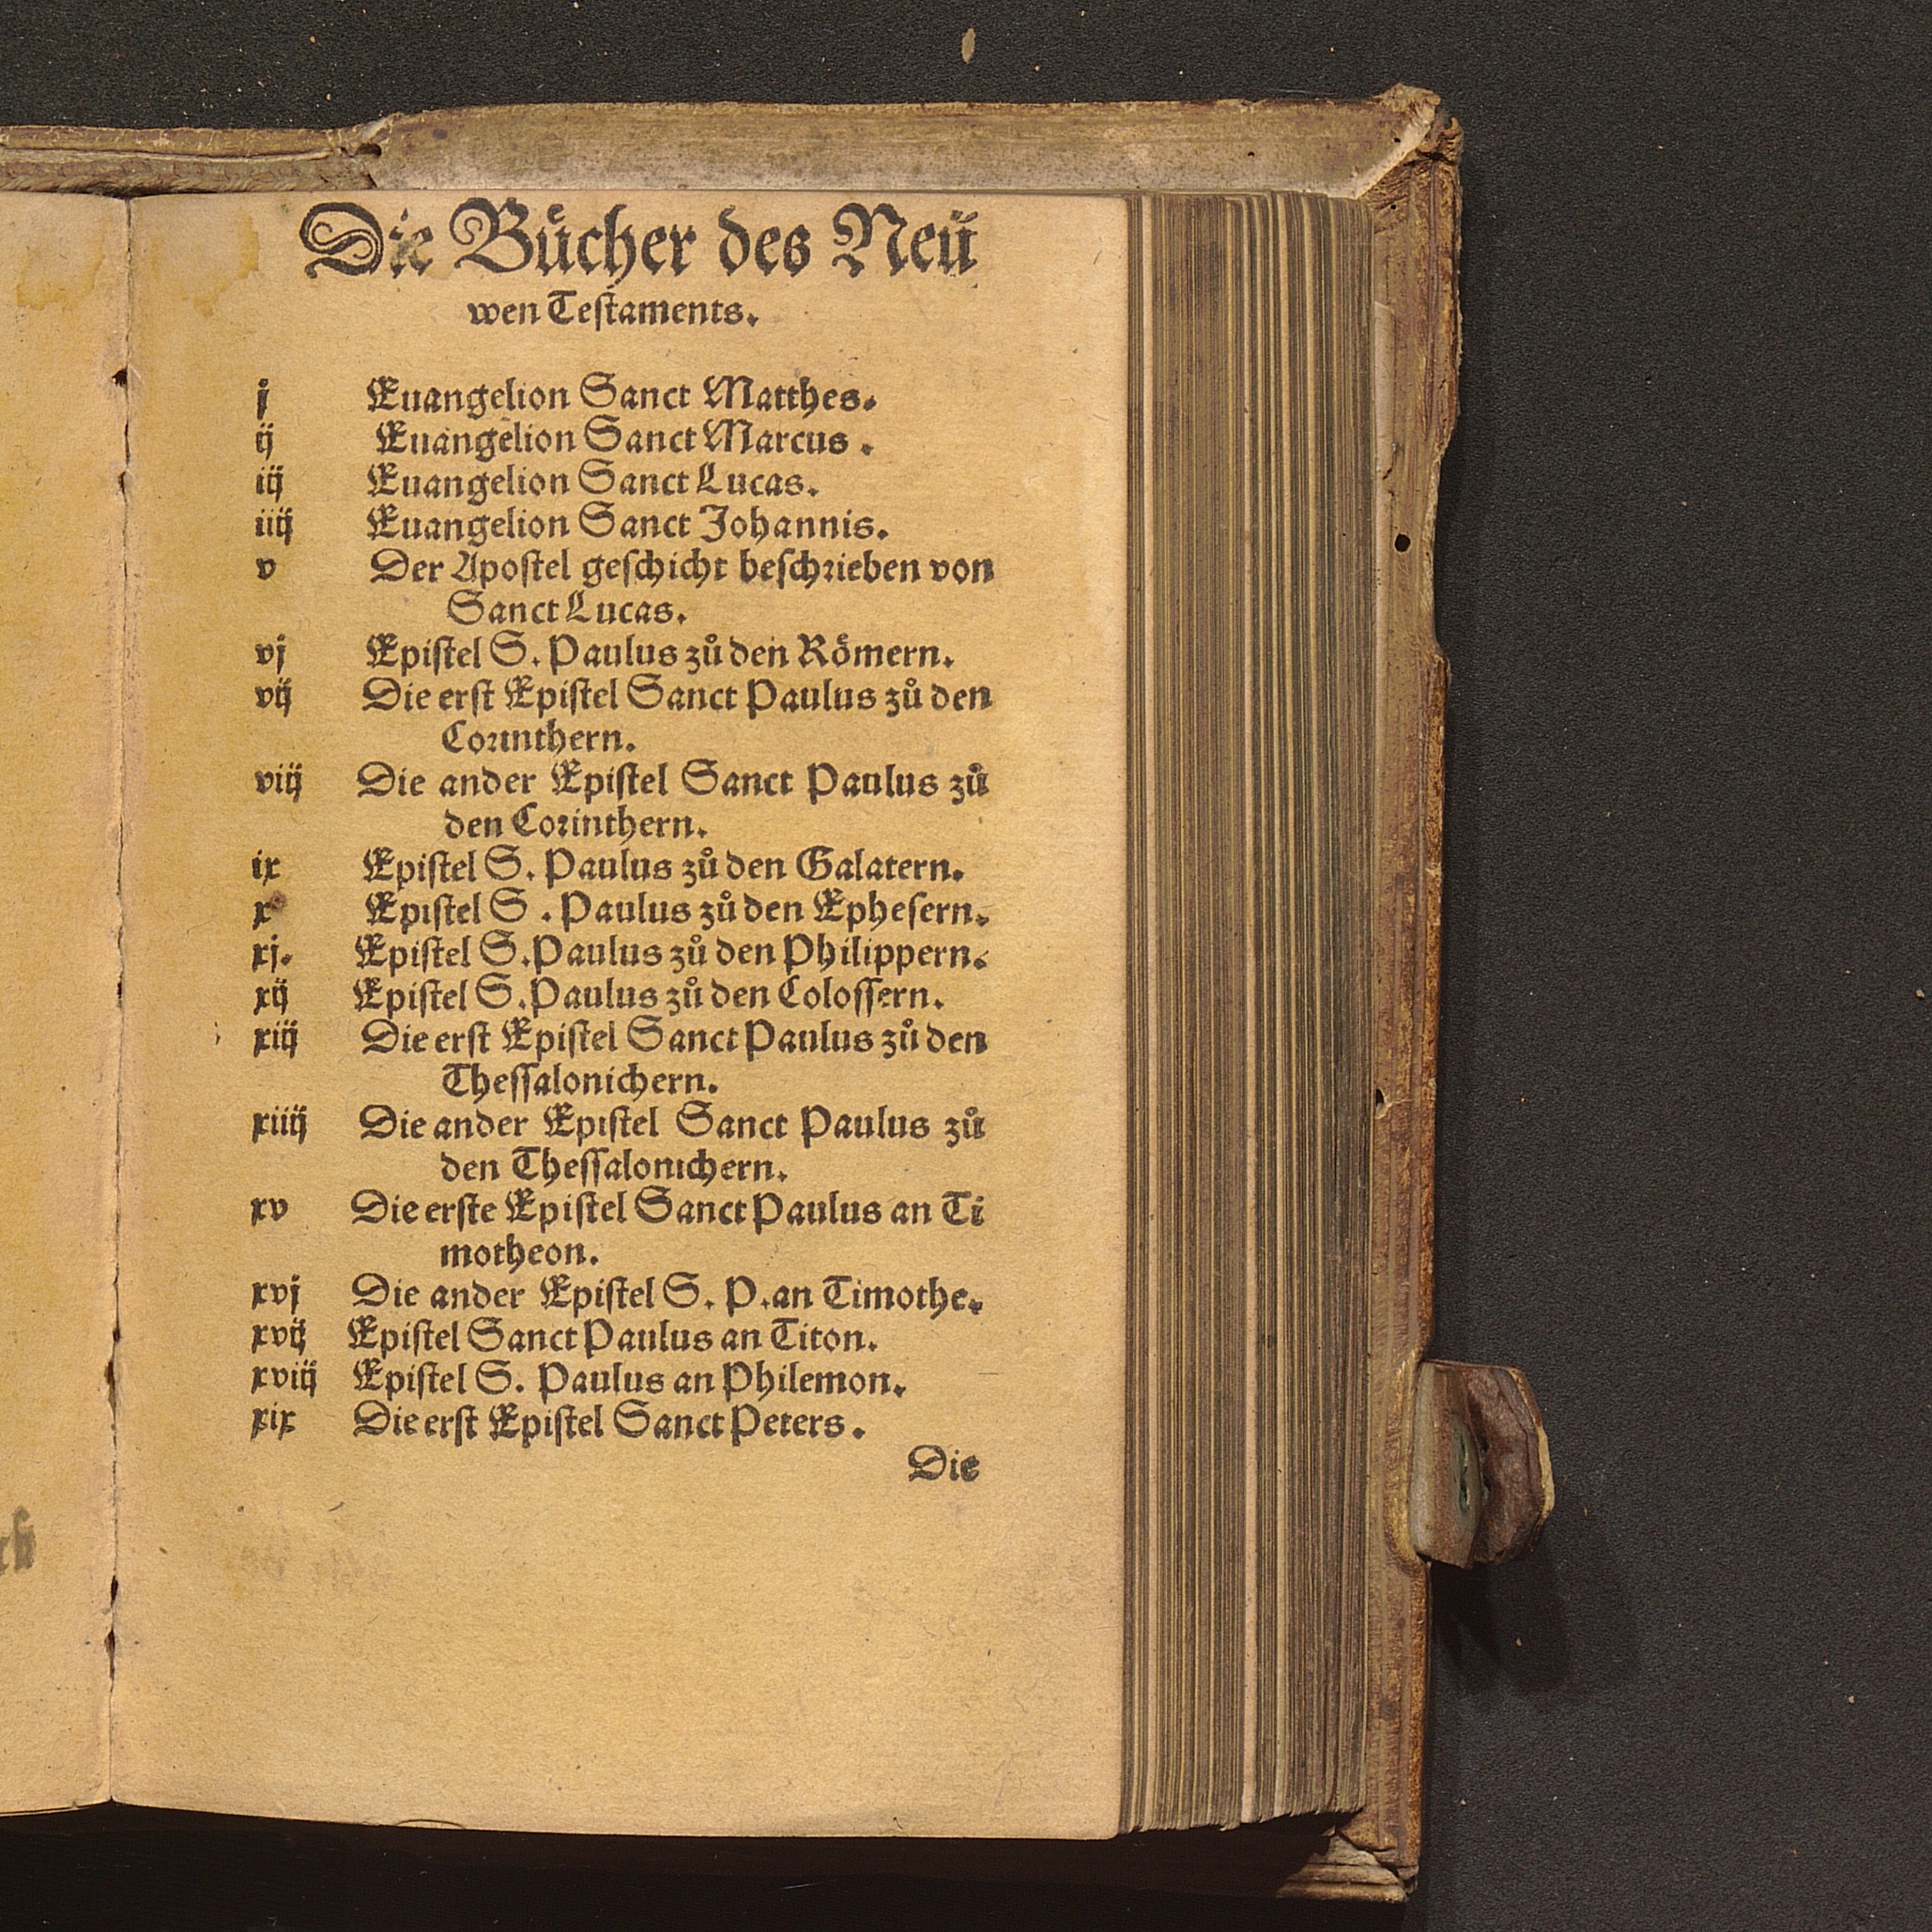 Die Buͤcher des Neü
wen Teſtaments.
j Euangelion Sanct Matthes.
ij Euangelion Sanct Marcus.
iij Euangelion Sanct Lucas.
iiij Euangelion Sanct Johannis.
v Der Apoſtel geſchicht beſchrieben von
Sanct Lucas.
vj Epiſtel S. Paulus zů den Roͤmern.
vij Die erſt Epiſtel Sanct Paulus zů den
Corinthern.
viij Die ander Epiſtel Sanct Paulus zů
den Corinthern.
ix Epiſtel S. Paulus zů den Galatern.
x Epiſtel S. Paulus zů den Epheſern.
xj. Epiſtel S. Paulus zů den Philippern.
xij Epiſtel S. Paulus zů den Coloſſern.
xiij Die erſt Epiſtel Sanct Paulus zů den
Theſſalonichern.
xiiij Die ander Epiſtel Sanct Paulus zů
den Theſſalonichern.
xv Die erſte Epiſtel Sanct Paulus an Ti
motheon.
xvj Die ander Epiſtel S. P. an Timothe.
xvij Epiſtel Sanct Paulus an Titon.
xviij Epiſtel S. Paulus an Philemon.
xix Die erſt Epiſtel Sanct Peters.
Die